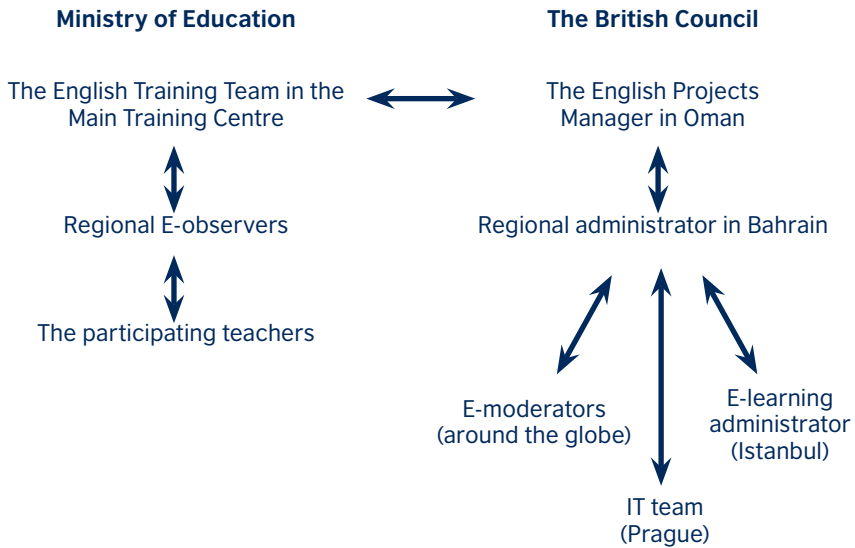 Ministry of Education
The British Council
The English Training Team in the
Main Training Centre
The English Projects
Manager in Oman
Regional E-observers
Regional administrator in Bahrain
The participating teachers
E-moderators
(around the globe)
E-learning
administrator
(Istanbul)
IT team
(Prague)